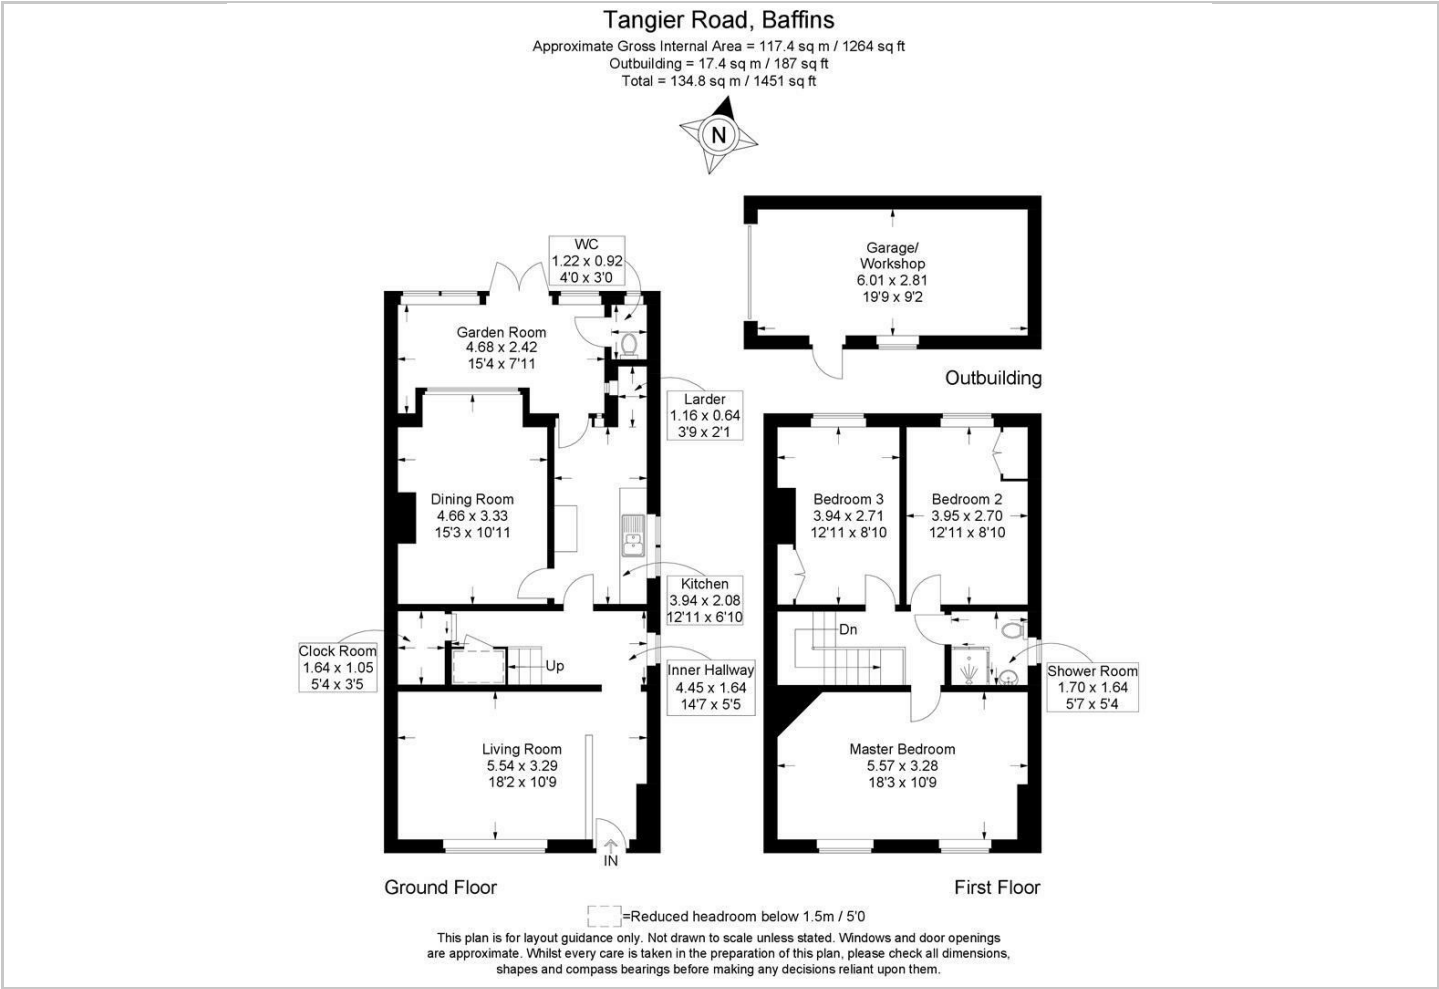 Tangier Road, Baffins
Approximate Gross Internal Area = 117.4 sq m / 1264 sq ft
Outbuilding = 17.4 sq m / 187 sq ft
Total = 134.8 sq m / 1451 sq ft
N
Garage/
Workshop
6.01 x 2.81
19'9 x 9'2
Outbuilding
WC
1.22 x 0.92
4'0 x 3'0
Garden Room
4.68 x 2.42
15'4 x 7'11
Larder
1.16 x 0.64
3'9 x 2'1
Dining Room
4.66 x 3.33
15'3 x 10'11
Kitchen
3.94 x 2.08
12'11 x 6'10
Clock Room
1.64 x 1.05
5'4 x 3'5
Up
Inner Hallway
4.45 x 1.64
14'7 x 5'5
Living Room
5.54 x 3.29
18'2 x 10'9
IN
Ground Floor
Bedroom 3
3.94 x 2.71
12'11 x 8'10
Bedroom 2
3.95 x 2.70
12'11 x 8'10
Dn
Shower Room
1.70 x 1.64
5'7 x 5'4
Master Bedroom
5.57 x 3.28
18'3 x 10'9
First Floor
=Reduced headroom below 1.5m / 5'0
This plan is for layout guidance only. Not drawn to scale unless stated. Windows and door openings
are approximate. Whilst every care is taken in the preparation of this plan, please check all dimensions,
shapes and compass bearings before making any decisions reliant upon them.